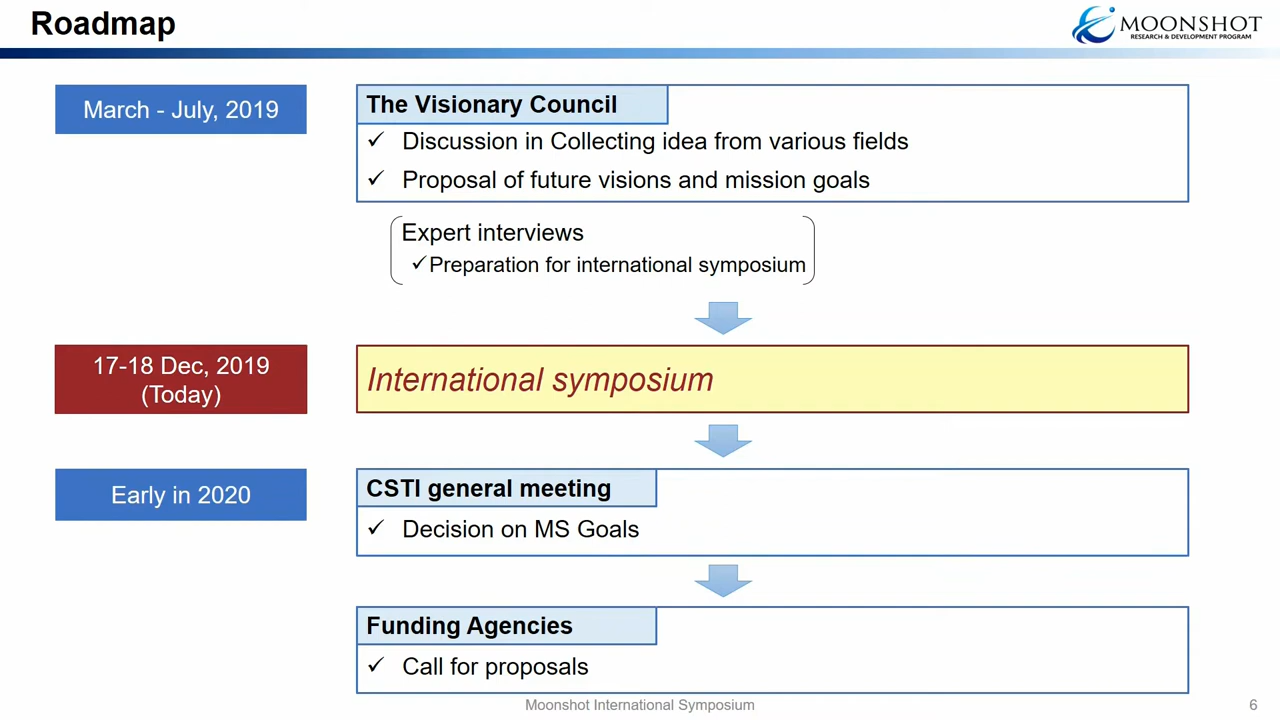 Roadmap
MOONSHOT
RESEARCH & DEVELOPMENT PROGRAM
March - July, 2019
The Visionary Council
✓ Discussion in Collecting idea from various fields
✓ Proposal of future visions and mission goals
Expert interviews
✓Preparation for international symposium
17-18 Dec, 2019
(Today)
International symposium
Early in 2020
CSTI general meeting
✓ Decision on MS Goals
Funding Agencies
✓ Call for proposals
Moonshot International Symposium
6